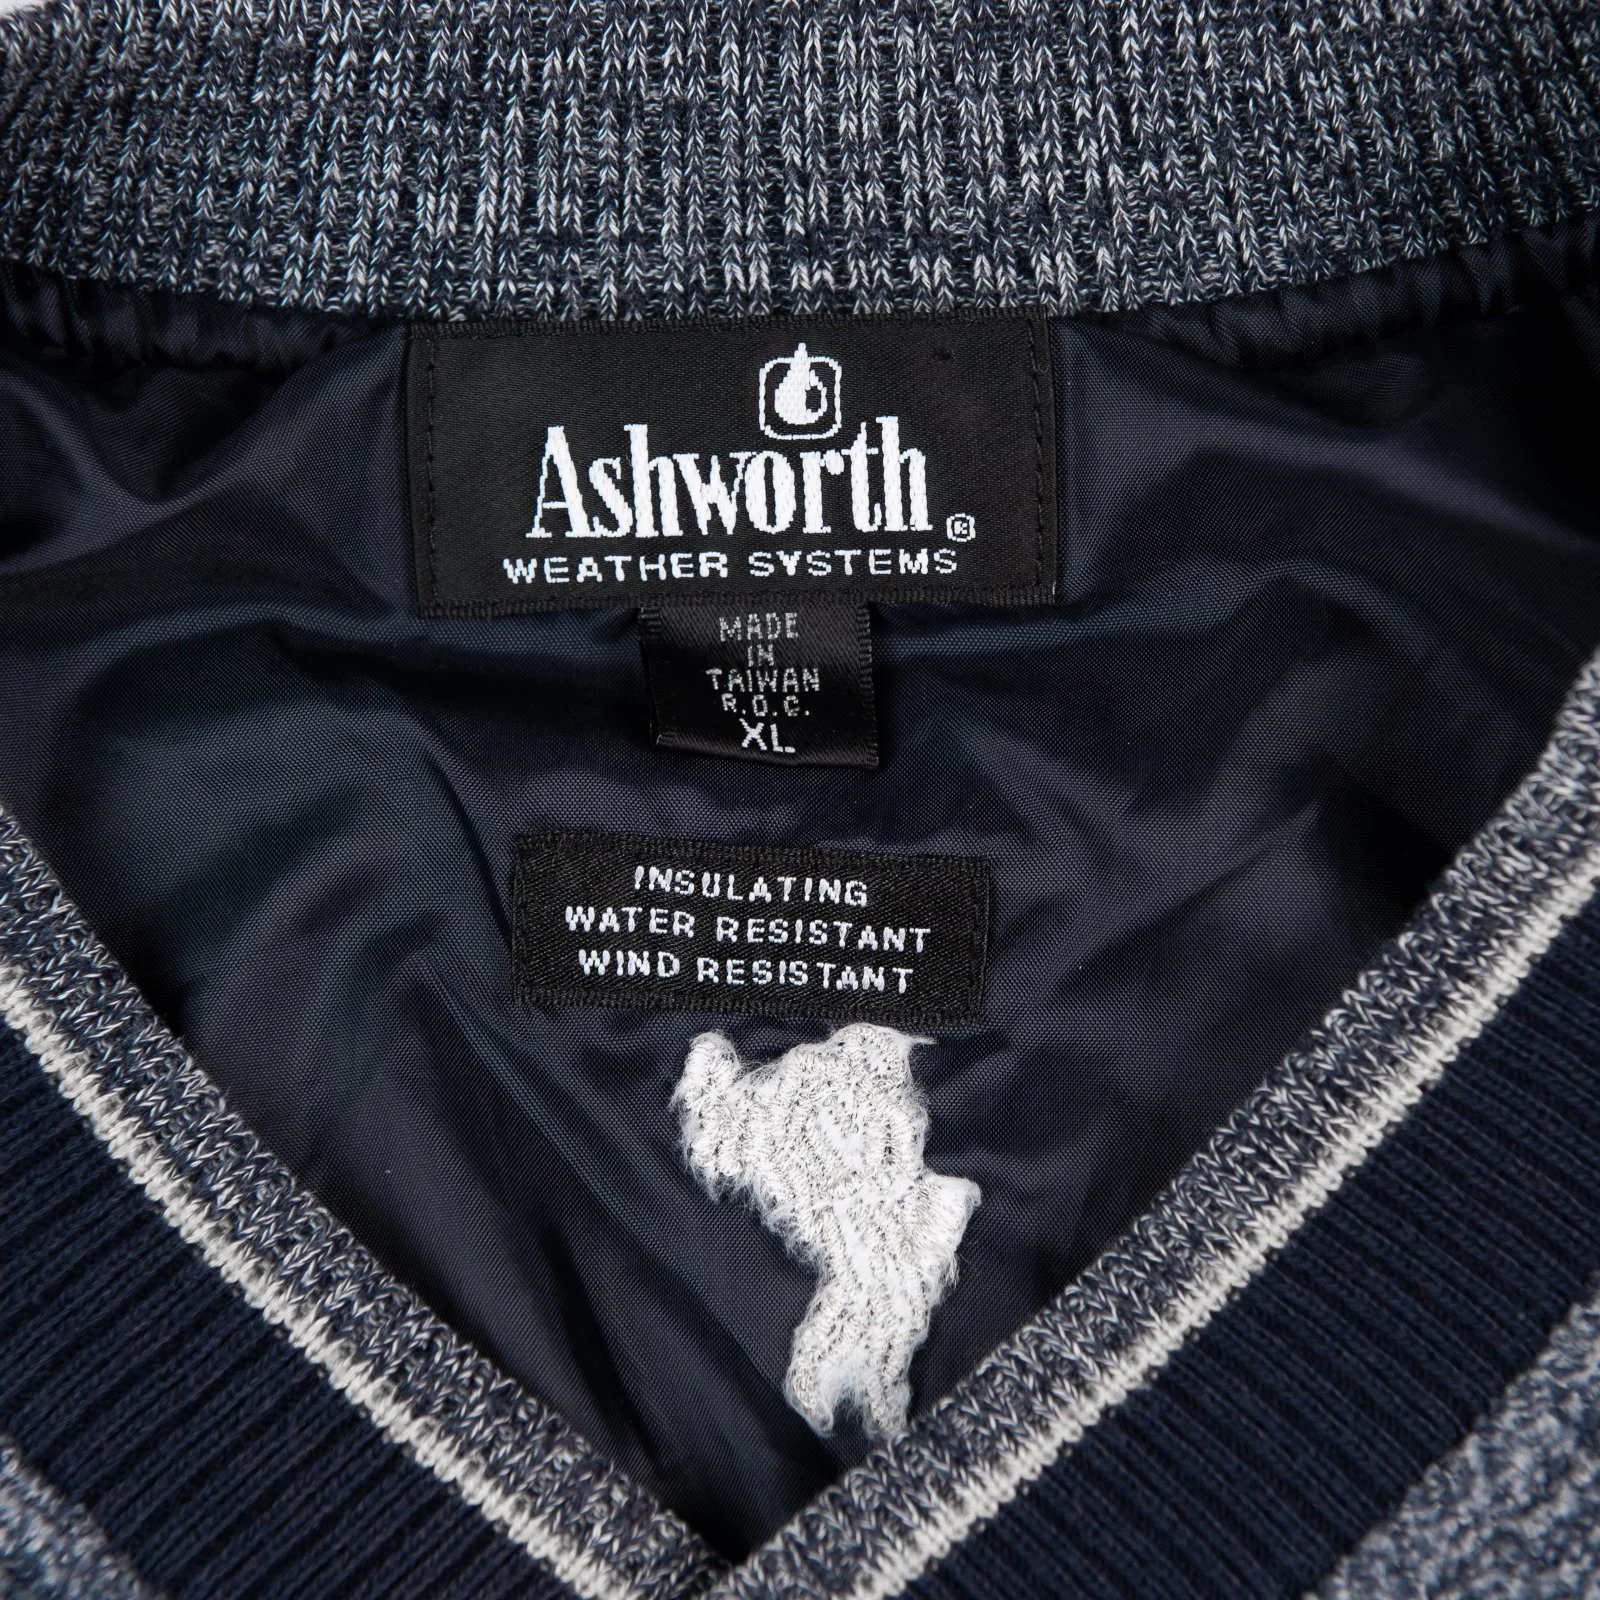 Ashworth®
WEATHER SYSTEMS
MADE
IN
TAIWAN
R.O.C.
XL
INSULATING
WATER RESISTANT
WIND RESISTANT